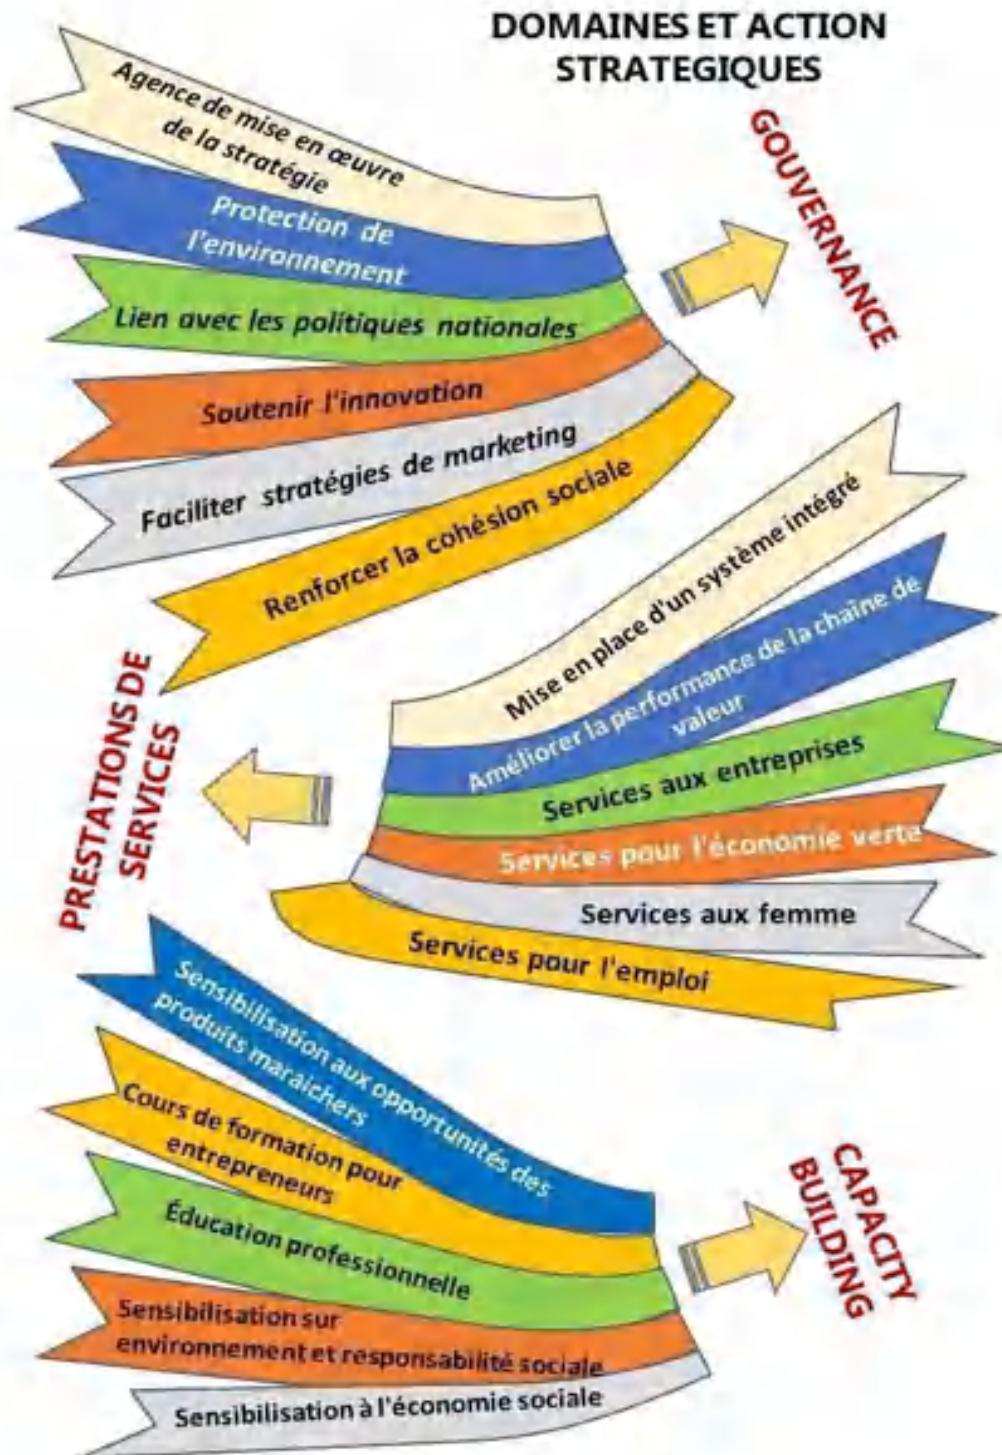 DOMAINES ET ACTION
STRATEGIQUES
Agence de mise en œuvre
de la stratégie
Protection de
l'environnement
Lien avec les politiques nationales
Soutenir l'innovation
Faciliter stratégies de marketing
Renforcer la cohésion sociale
GOUVERNANCE
Mise en place d'un système intégré
Améliorer la performance de la chaîne de
valeur
Services aux entreprises
Services pour l'économie verte
Services aux femme
Services pour l'emploi
PRESTATIONS DE
SERVICES
Sensibilisation aux opportunités des
produits maraichers
Cours de formation pour
entrepreneurs
Éducation professionnelle
Sensibilisation sur
environnement et responsabilité sociale
Sensibilisation à l'économie sociale
CAPACITY
BUILDING